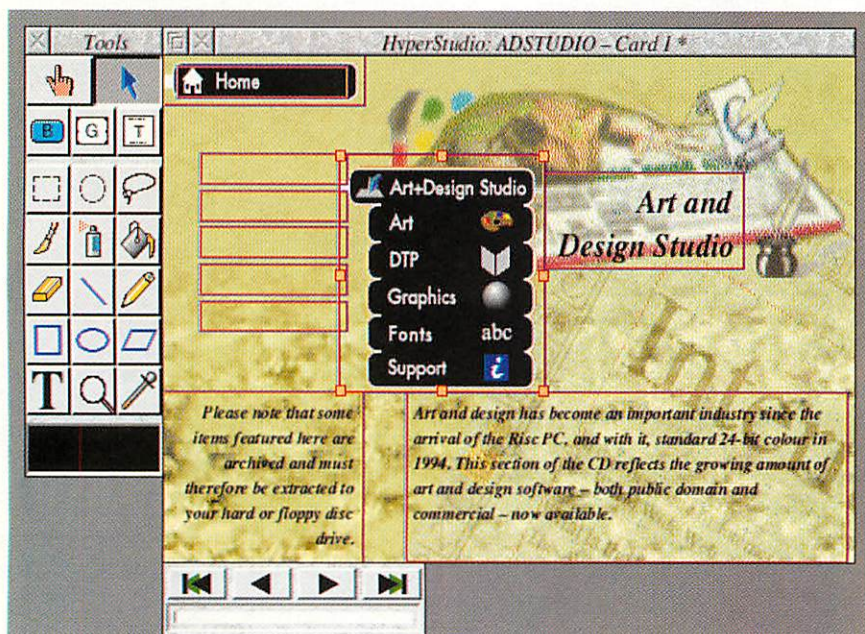 Tools
HyperStudio: ADSTUDIO – Card 1 *
Home
B
G
T
Art+Design Studio
Art
DTP
Graphics
Fonts
abc
Support
i
Art and
Design Studio
T
Please note that some
items featured here are
archived and must
therefore be extracted to
your hard or floppy disc
drive.
Art and design has become an important industry since the
arrival of the Risc PC, and with it, standard 24-bit colour in
1994. This section of the CD reflects the growing amount of
art and design software – both public domain and
commercial – now available.